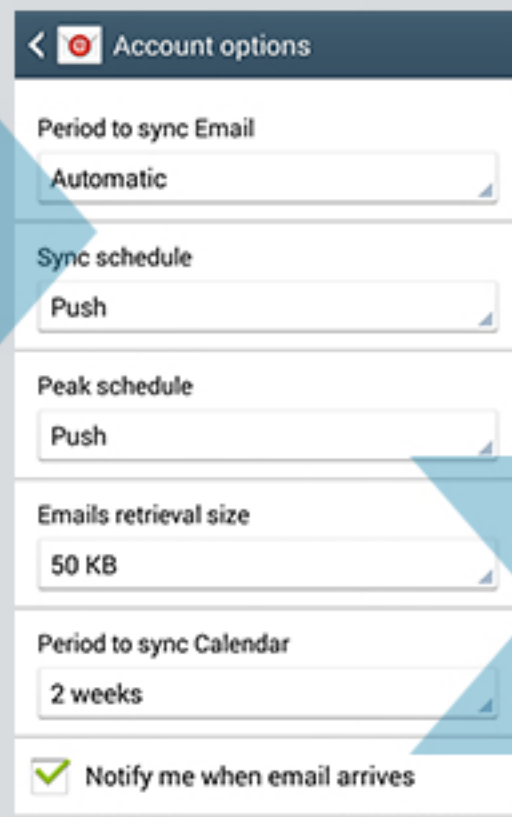 Account options
Period to sync Email
Automatic
Sync schedule
Push
Peak schedule
Push
Emails retrieval size
50 KB
Period to sync Calendar
2 weeks
Notify me when email arrives